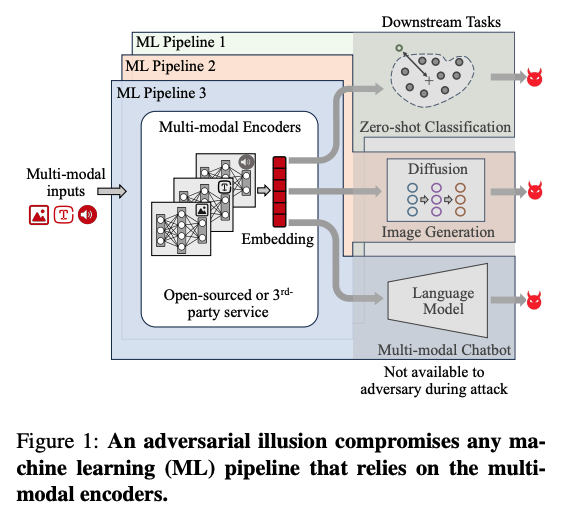 Downstream Tasks
ML Pipeline 1
ML Pipeline 2
ML Pipeline 3
Multi-modal Encoders
Multi-modal
inputs
T
T
Embedding
Open-sourced or 3rd-
party service
Zero-shot Classification
Diffusion
Image Generation
Language
Model
Multi-modal Chatbot
Not available to
adversary during attack
Figure 1: An adversarial illusion compromises any ma-
chine learning (ML) pipeline that relies on the multi-
modal encoders.